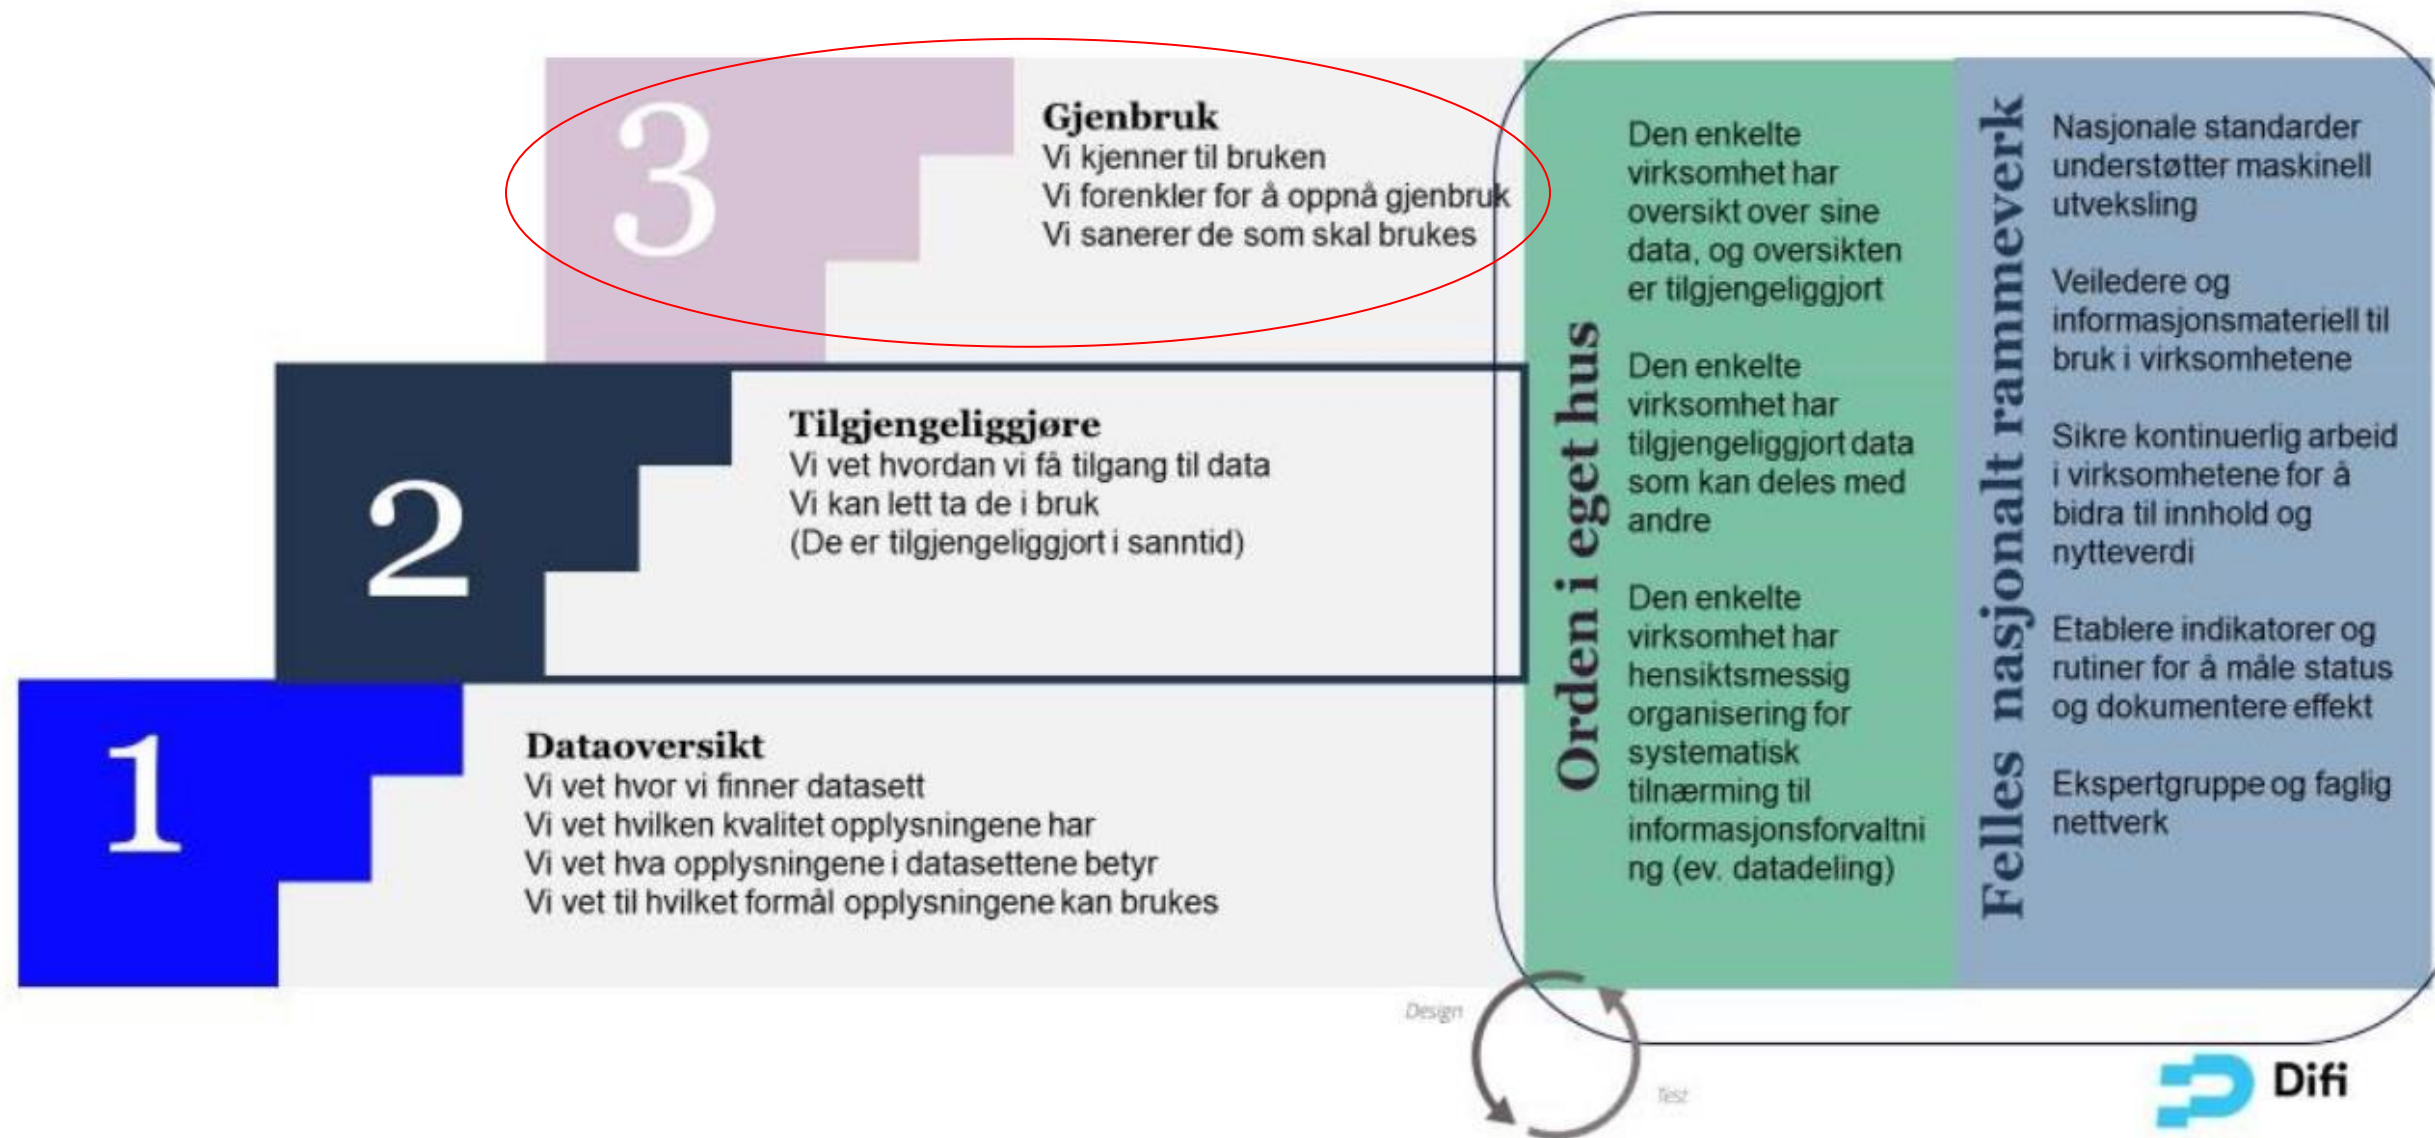 3
Gjenbruk
Vi kjenner til bruken
Vi forenkler for å oppnå gjenbruk
Vi sanerer de som skal brukes
2
Tilgjengeliggjøre
Vi vet hvordan vi få tilgang til data
Vi kan lett ta de i bruk
(De er tilgjengeliggjort i sanntid)
1
Dataoversikt
Vi vet hvor vi finner datasett
Vi vet hvilken kvalitet opplysningene har
Vi vet hva opplysningene i datasettene betyr
Vi vet til hvilket formål opplysningene kan brukes
Orden i eget hus
Den enkelte
virksomhet har
oversikt over sine
data, og oversikten
er tilgjengeliggjort
Den enkelte
virksomhet har
tilgjengeliggjort data
som kan deles med
andre
Den enkelte
virksomhet har
hensiktsmessig
organisering for
systematisk
tilnærming til
informasjonsforvaltni
ng (ev. datadeling)
Felles nasjonalt rammeverk
Nasjonale standarder
understøtter maskinell
utveksling
Veiledere og
informasjonsmateriell til
bruk i virksomhetene
Sikre kontinuerlig arbeid
i virksomhetene for å
bidra til innhold og
nytteverdi
Etablere indikatorer og
rutiner for å måle status
og dokumentere effekt
Ekspertgruppe og faglig
nettverk
Design
Test
Difi